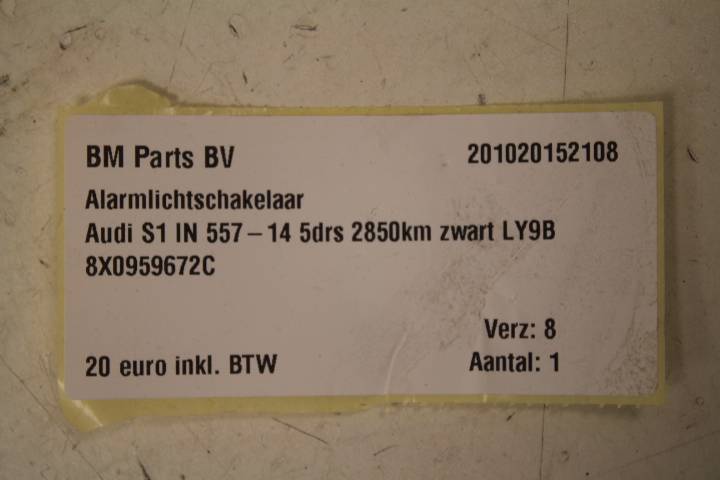 BM Parts BV 201020152108
Alarmlichtschakelaar
Audi S1 IN 557 – 14 5drs 2850km zwart LY9B
8X0959672C
Verz: 8
20 euro inkl. BTW Aantal: 1